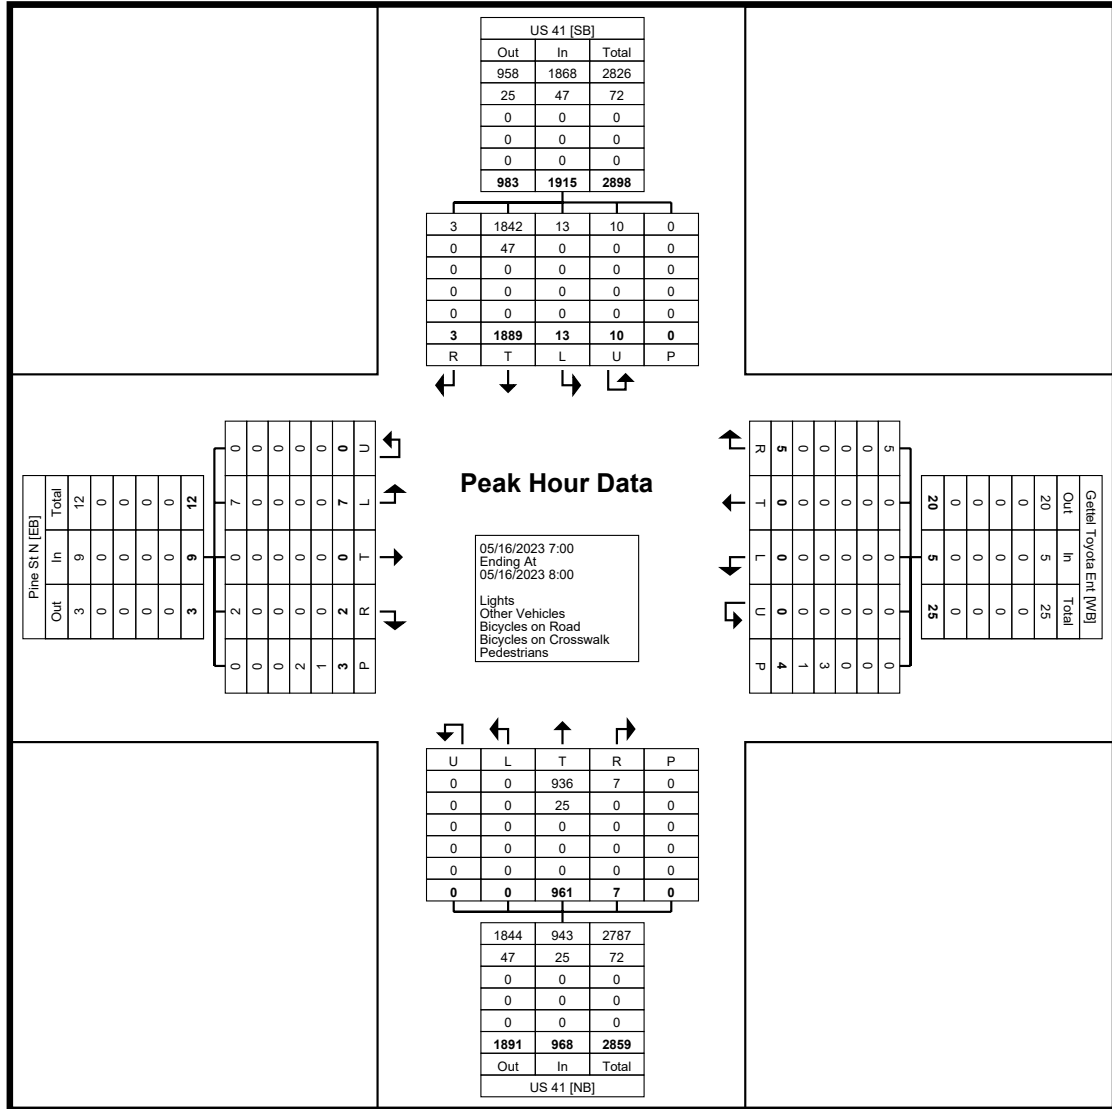 US 41 [SB]
Out In Total
958 1868 2826
25 47 72
0 0 0
0 0 0
0 0 0
983 1915 2898
3 1842 13 10 0
0 47 0 0 0
0 0 0 0 0
0 0 0 0 0
0 0 0 0 0
3 1889 13 10 0
R T L U P
Pine St N [EB]
Total In Out
12 9 3
0 0 0
0 0 0
0 0 0
0 0 0
12 9 3
0 7 0 2 0
0 0 0 0 0
0 0 0 0 0
0 0 0 0 2
0 0 0 0 1
0 7 0 2 3
U L T R P
Peak Hour Data
05/16/2023 7:00
Ending At
05/16/2023 8:00
Lights
Other Vehicles
Bicycles on Road
Bicycles on Crosswalk
Pedestrians
Gettel Toyota Ent [WB]
Out In Total
20 5 25
0 0 0
0 0 0
0 0 0
0 0 0
20 5 25
5 0 0 0 0
0 0 0 0 0
0 0 0 0 0
0 0 0 0 3
0 0 0 0 1
5 0 0 0 4
R T L U P
U L T R P
0 0 936 7 0
0 0 25 0 0
0 0 0 0 0
0 0 0 0 0
0 0 0 0 0
0 0 961 7 0
1844 943 2787
47 25 72
0 0 0
0 0 0
0 0 0
1891 968 2859
Out In Total
US 41 [NB]